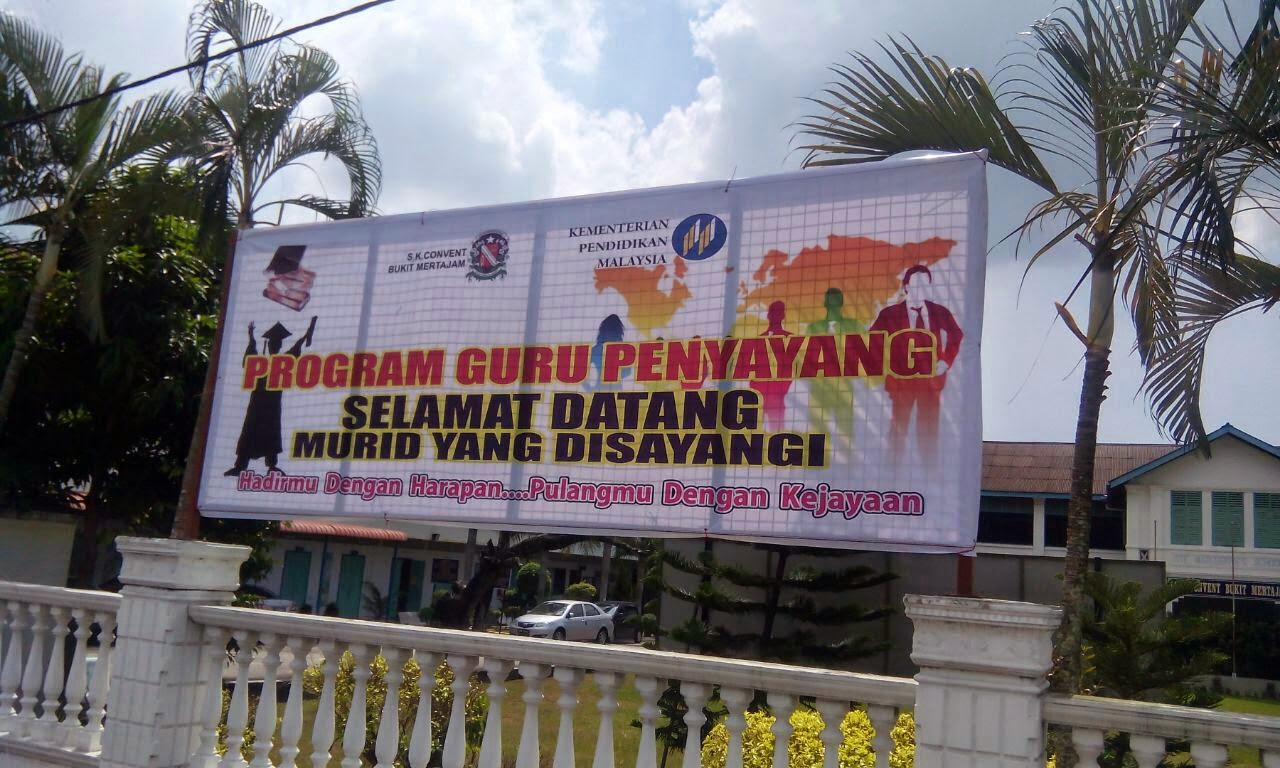 S.K.CONVENT
BUKIT MERTAJAM
KEMENTERIAN
PENDIDIKAN
MALAYSIA
PROGRAM GURU PENYAYANG
SELAMAT DATANG
MURID YANG DISAYANGI
Hadirmu Dengan Harapan....Pulangmu Dengan Kejayaan
BUKIT